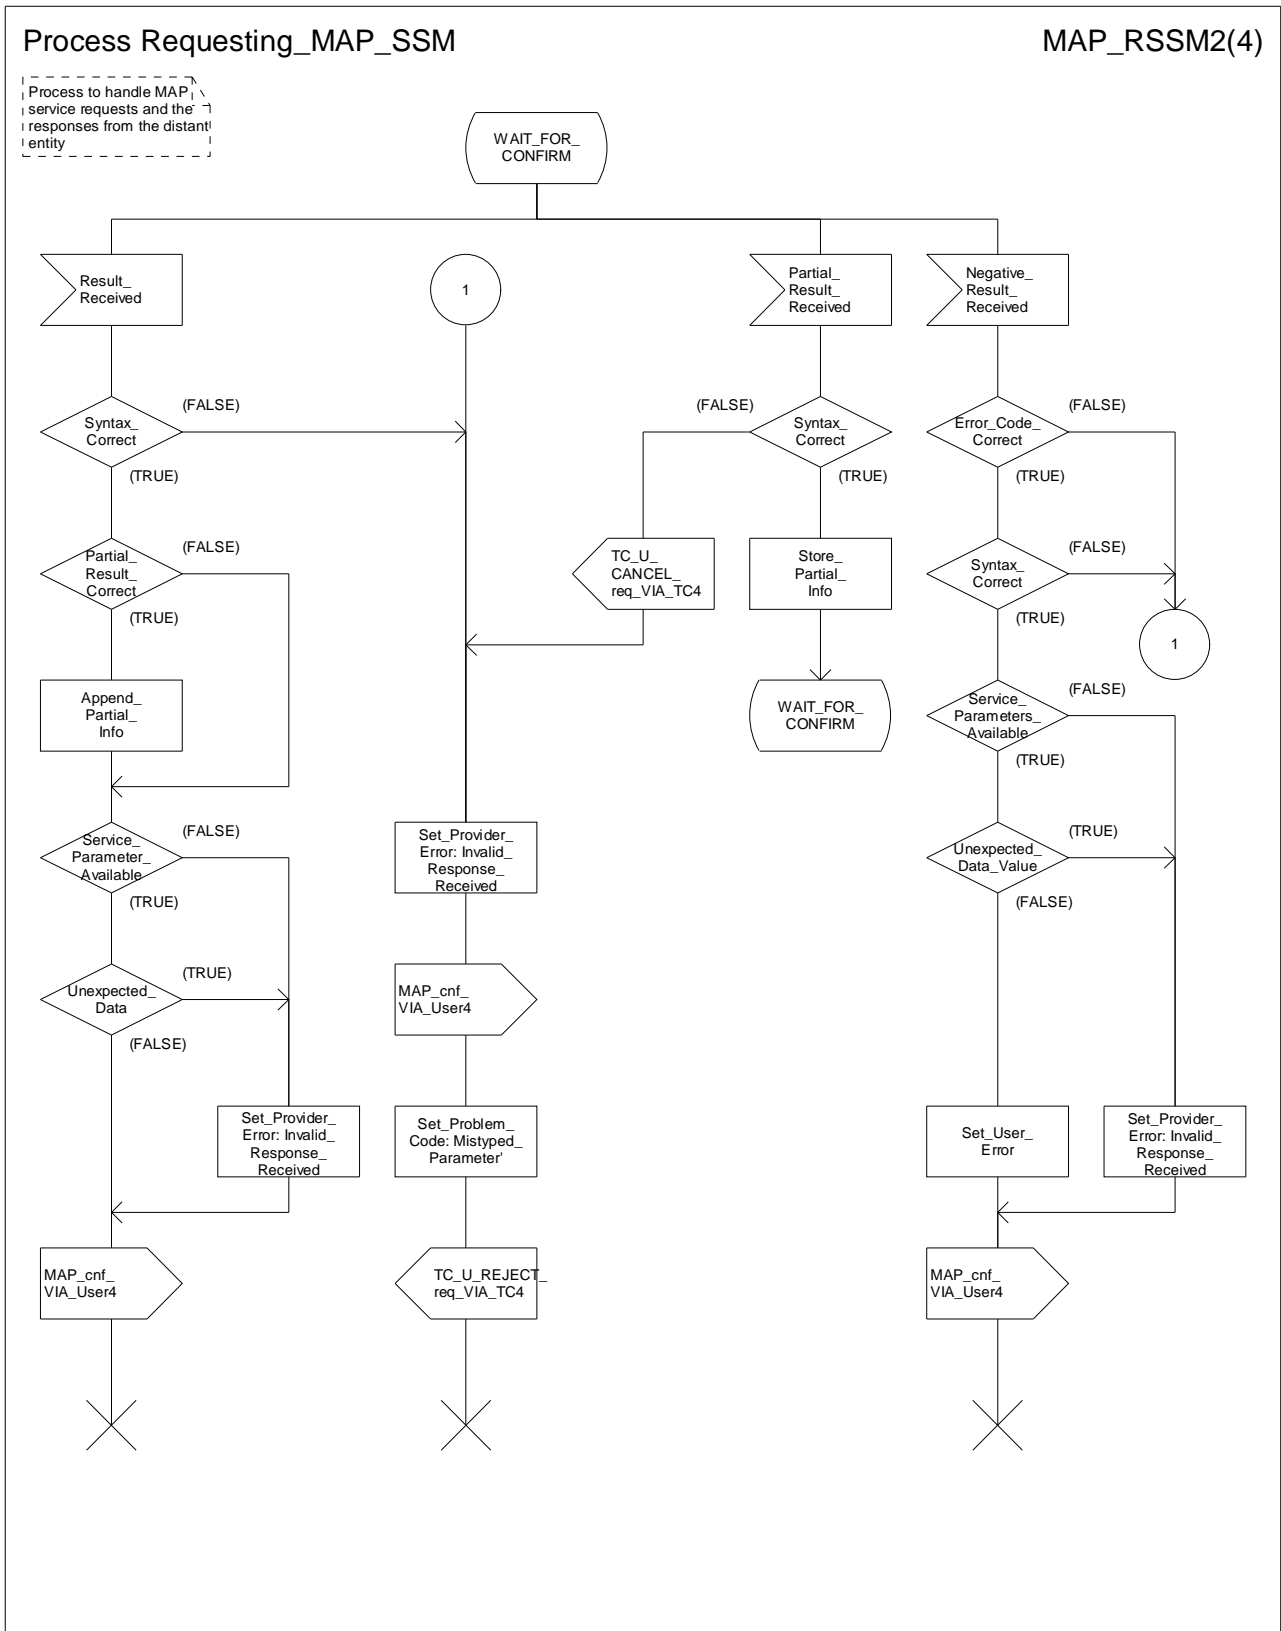 Process Requesting_MAP_SSM
MAP_RSSM2(4)
Process to handle MAP
service requests and the
responses from the distant
entity
WAIT_FOR_
CONFIRM
Result_
Received
1
Partial_
Result_
Received
Negative_
Result_
Received
Syntax_
Correct
(FALSE)
(TRUE)
(FALSE)
Syntax_
Correct
(TRUE)
Error_Code_
Correct
(FALSE)
(TRUE)
Partial_
Result_
Correct
(FALSE)
(TRUE)
TC_U_
CANCEL_
req_VIA_TC4
Store_
Partial_
Info
Syntax_
Correct
(FALSE)
(TRUE)
1
Append_
Partial_
Info
WAIT_FOR_
CONFIRM
Service_
Parameters_
Available
(FALSE)
(TRUE)
Service_
Parameter_
Available
(FALSE)
(TRUE)
Set_Provider_
Error: Invalid_
Response_
Received
Unexpected_
Data_Value
(TRUE)
(FALSE)
Unexpected_
Data
(TRUE)
(FALSE)
MAP_cnf_
VIA_User4
Set_Provider_
Error: Invalid_
Response_
Received
Set_Problem_
Code: Mistyped_
Parameter'
Set_User_
Error
Set_Provider_
Error: Invalid_
Response_
Received
MAP_cnf_
VIA_User4
TC_U_REJECT_
req_VIA_TC4
MAP_cnf_
VIA_User4